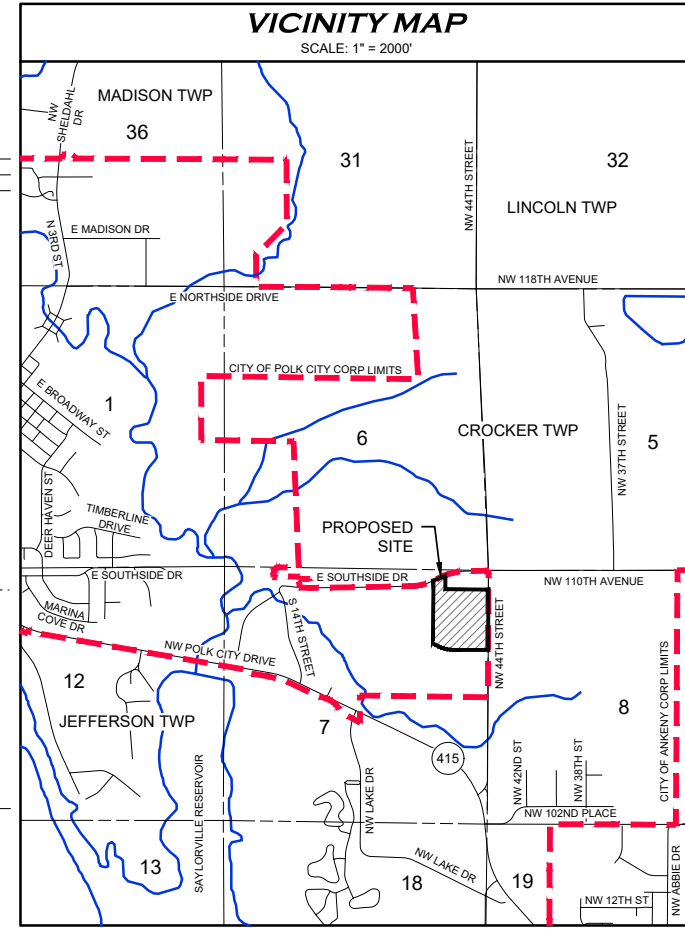 VICINITY MAP
SCALE: 1" = 2000'
MADISON TWP
36
NW
SHELDAHL
DR
31
32
NW 44TH STREET
LINCOLN TWP
N 3RD ST
E MADISON DR
NW 118TH AVENUE
E NORTHSIDE DRIVE
CITY OF POLK CITY CORP LIMITS
E BROADWAY ST
1
6
CROCKER TWP
NW 37TH STREET
5
DEER HAVEN ST
TIMBERLINE
DRIVE
PROPOSED
SITE
E SOUTHSIDE DR
E SOUTHSIDE DR
NW 110TH AVENUE
MARINA
COVE DR
S 14TH STREET
NW 44TH STREET
NW POLK CITY DRIVE
12
JEFFERSON TWP
7
8
CITY OF ANKENY CORP LIMITS
415
NW 42ND ST
NW 38TH ST
SAYLORVILLE RESERVOIR
NW LAKE DR
NW 102ND PLACE
13
NW LAKE DR
18
19
NW ABBIE DR
NW 12TH ST